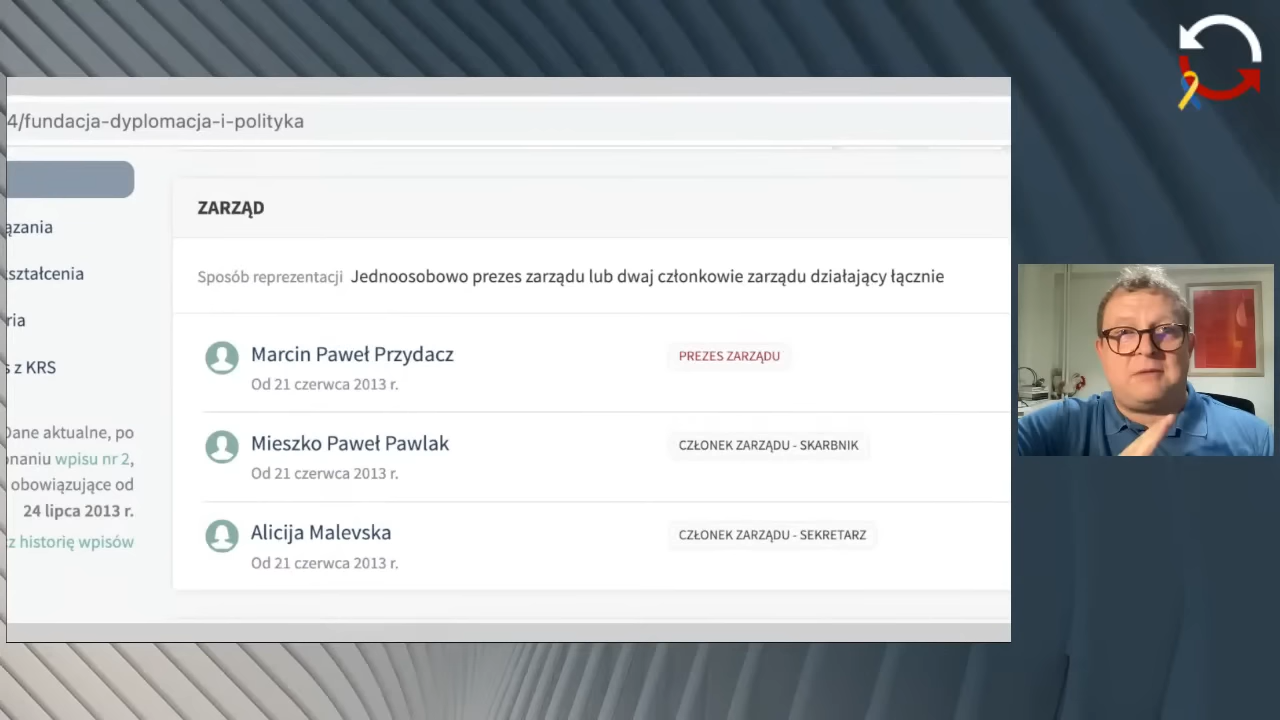 4/fundacja-dyplomacja-i-polityka
ZARZĄD
Sposób reprezentacji Jednoosobowo prezes zarządu lub dwaj członkowie zarządu działający łącznie
Marcin Paweł Przydacz PREZES ZARZĄDU
Od 21 czerwca 2013 r.
Mieszko Paweł Pawlak CZŁONEK ZARZĄDU - SKARBNIK
Od 21 czerwca 2013 r.
Alicija Malevska CZŁONEK ZARZĄDU - SEKRETARZ
Od 21 czerwca 2013 r.
ązania
ształcenia
ria
z KRS
Dane aktualne, po
onaniu wpisu nr 2,
obowiązujące od
24 lipca 2013 r.
z historię wpisów